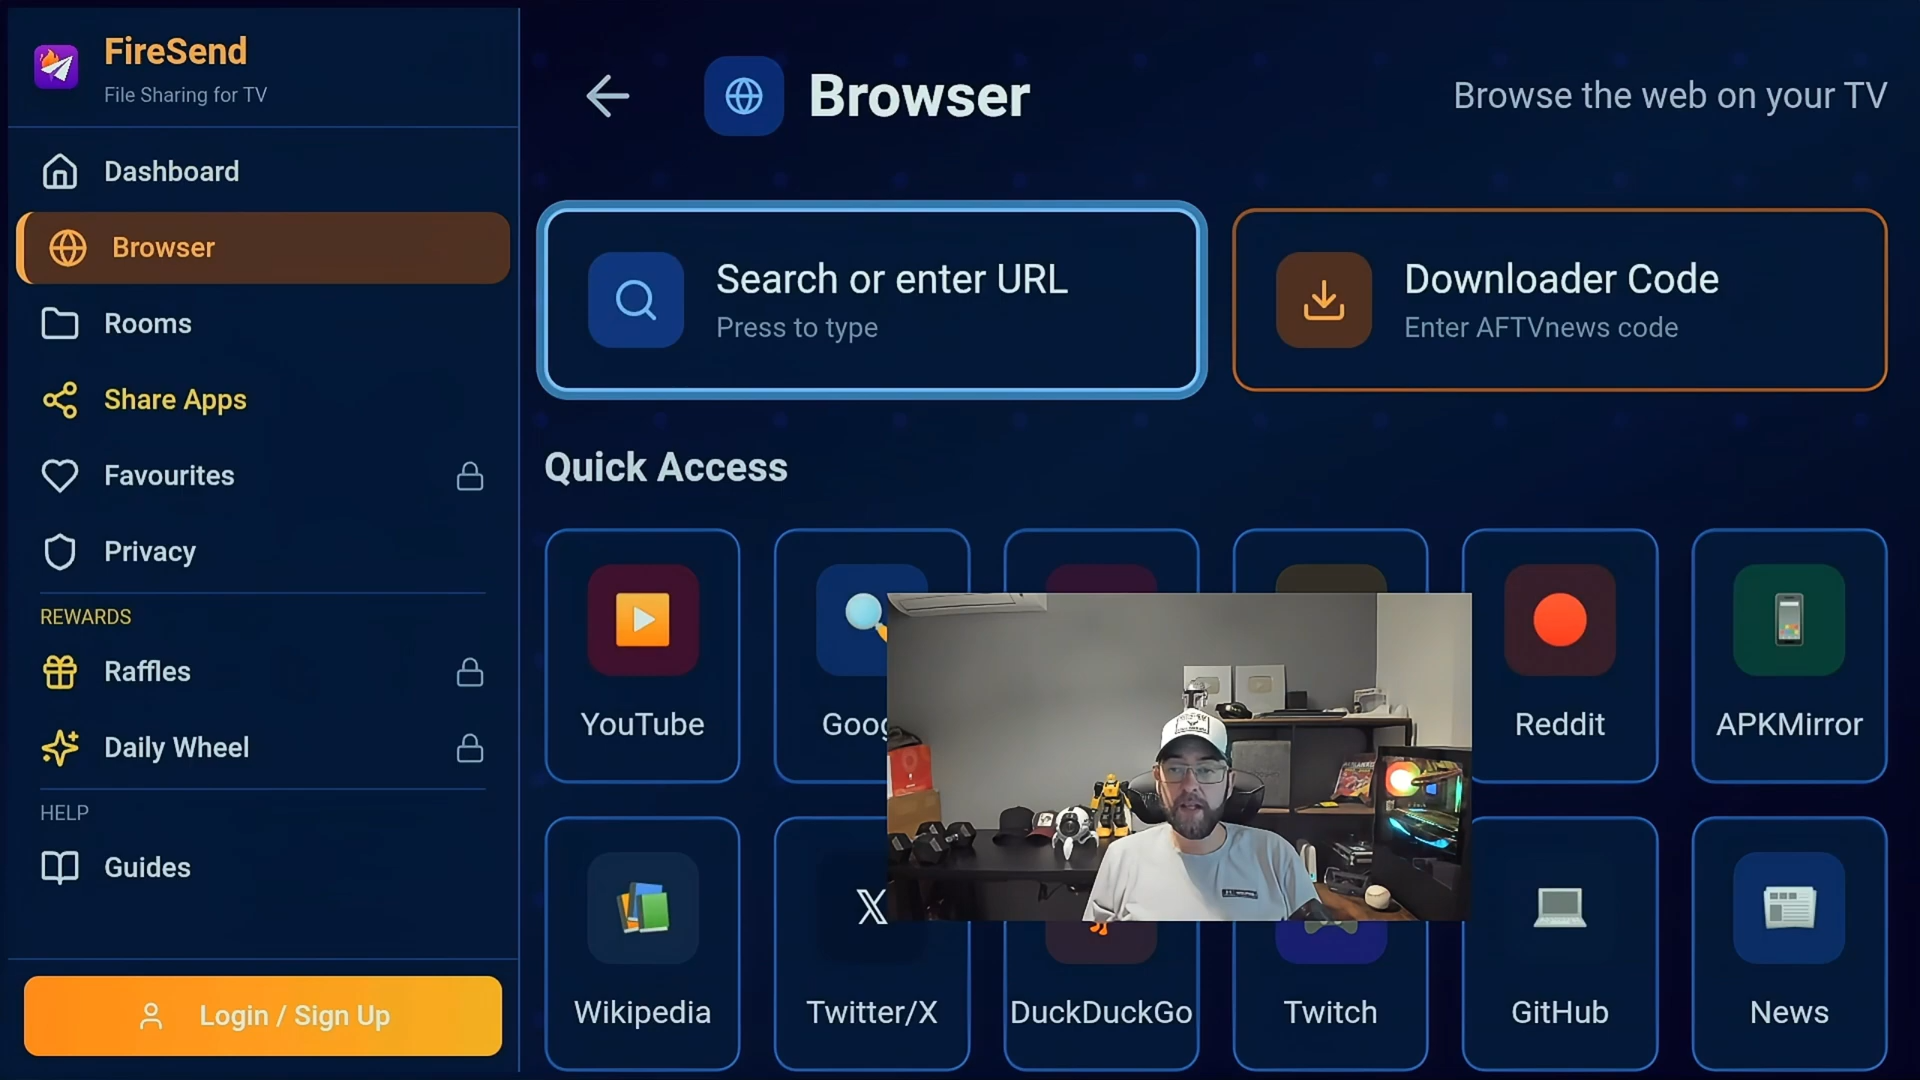 FireSend
File Sharing for TV
Dashboard
Browser
Rooms
Share Apps
Favourites
Privacy
REWARDS
Raffles
Daily Wheel
HELP
Guides
Login / Sign Up
Browser
Browse the web on your TV
Search or enter URL
Press to type
Downloader Code
Enter AFTVnews code
Quick Access
YouTube
Goog
Reddit
APKMirror
Wikipedia
Twitter/X
DuckDuckGo
Twitch
GitHub
News